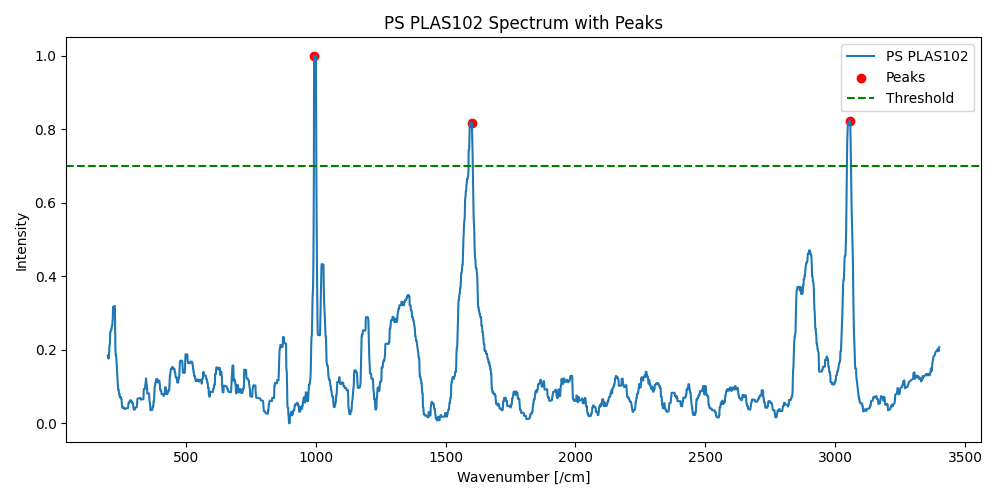 PS PLAS102 Spectrum with Peaks
PS PLAS102
Peaks
Threshold
Intensity
1.0
0.8
0.6
0.4
0.2
0.0
500
1000
1500
2000
2500
3000
3500
Wavenumber [/cm]